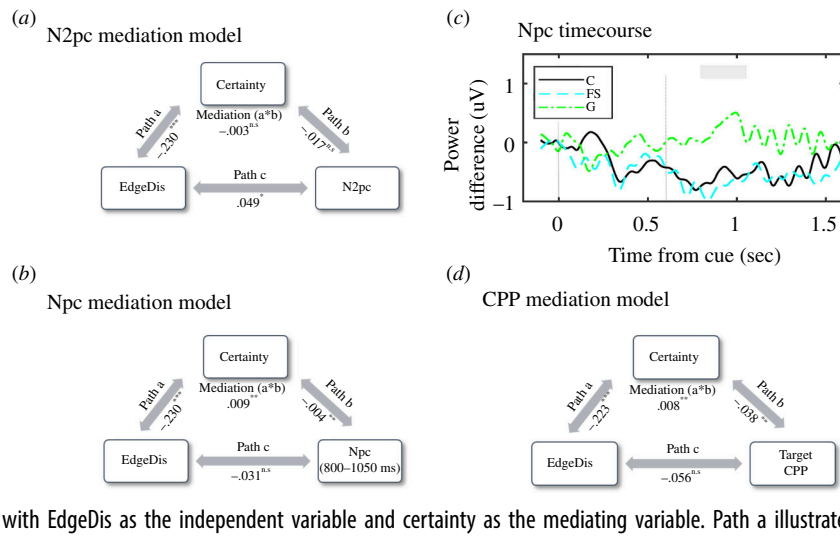 (a)
N2pc mediation model
Certainty
Mediation (a*b)
–.003n.s
Path a
–.230***
Path b
–.017n.s
EdgeDis
Path c
.049*
N2pc
(c)
Npc timecourse
Power
difference (uV)
1
0
–1
C
FS
G
0 0.5 1 1.5
Time from cue (sec)
(b)
Npc mediation model
Certainty
Mediation (a*b)
.009**
Path a
–.230***
Path b
–.004**
EdgeDis
Path c
–.031n.s
Npc
(800–1050 ms)
(d)
CPP mediation model
Certainty
Mediation (a*b)
.008**
Path a
–.223***
Path b
–.038**
EdgeDis
Path c
–.056n.s
Target
CPP
with EdgeDis as the independent variable and certainty as the mediating variable. Path a illustrate